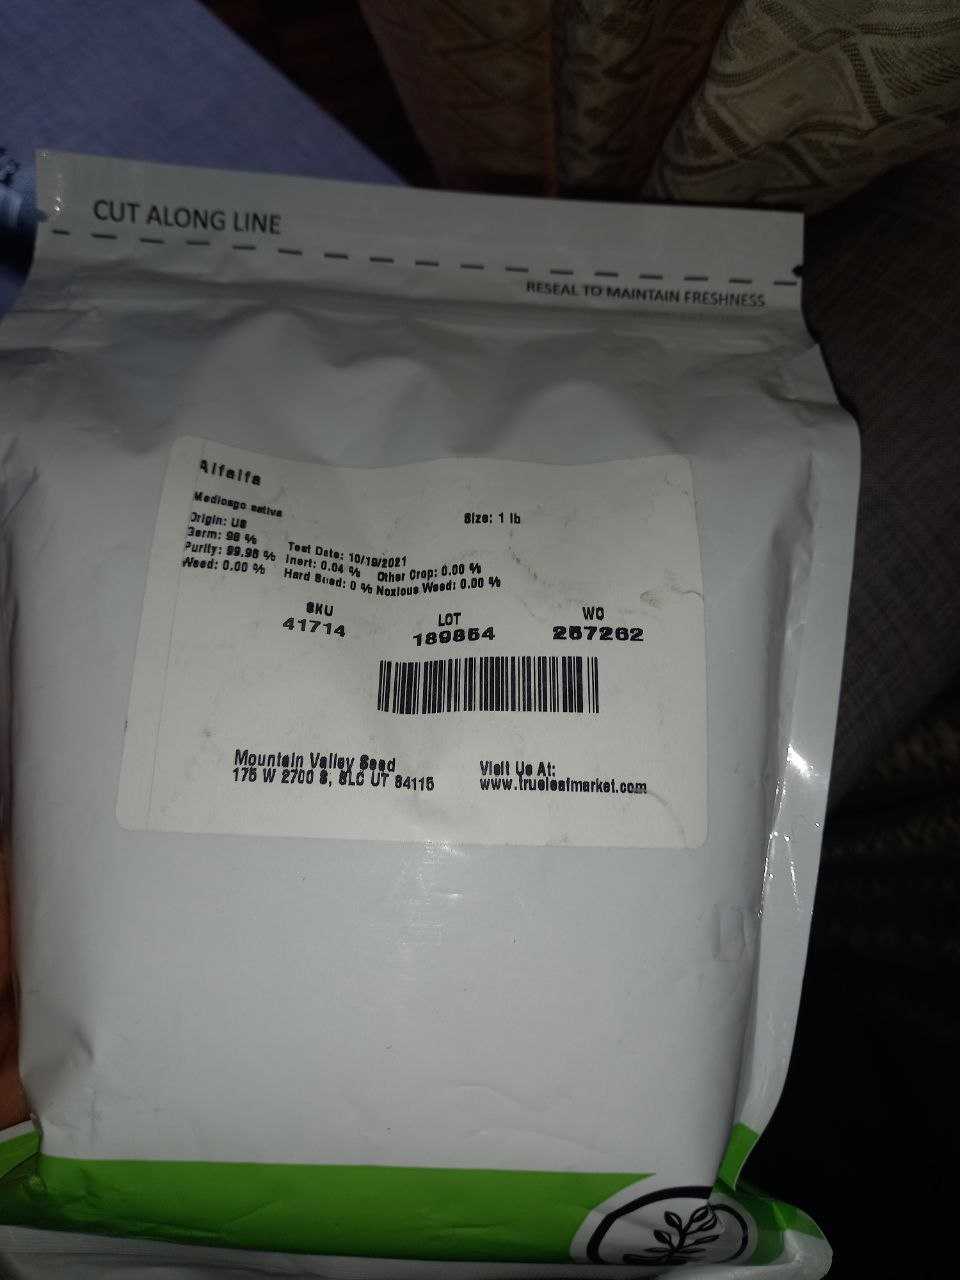 CUT ALONG LINE
RESEAL TO MAINTAIN FRESHNESS
Alfalfa
Medicago sativa
Size: 1 lb
Origin: US
Germ: 98 % Test Date: 10/19/2021
Purity: 99.96 % Inert: 0.04 % Other Crop: 0.00 %
Weed: 0.00 % Hard Seed: 0 % Noxious Weed: 0.00 %
SKU LOT WO
41714 189854 257262
Mountain Valley Seed Visit Us At:
175 W 2700 S, SLC UT 84115 www.trueleafmarket.com